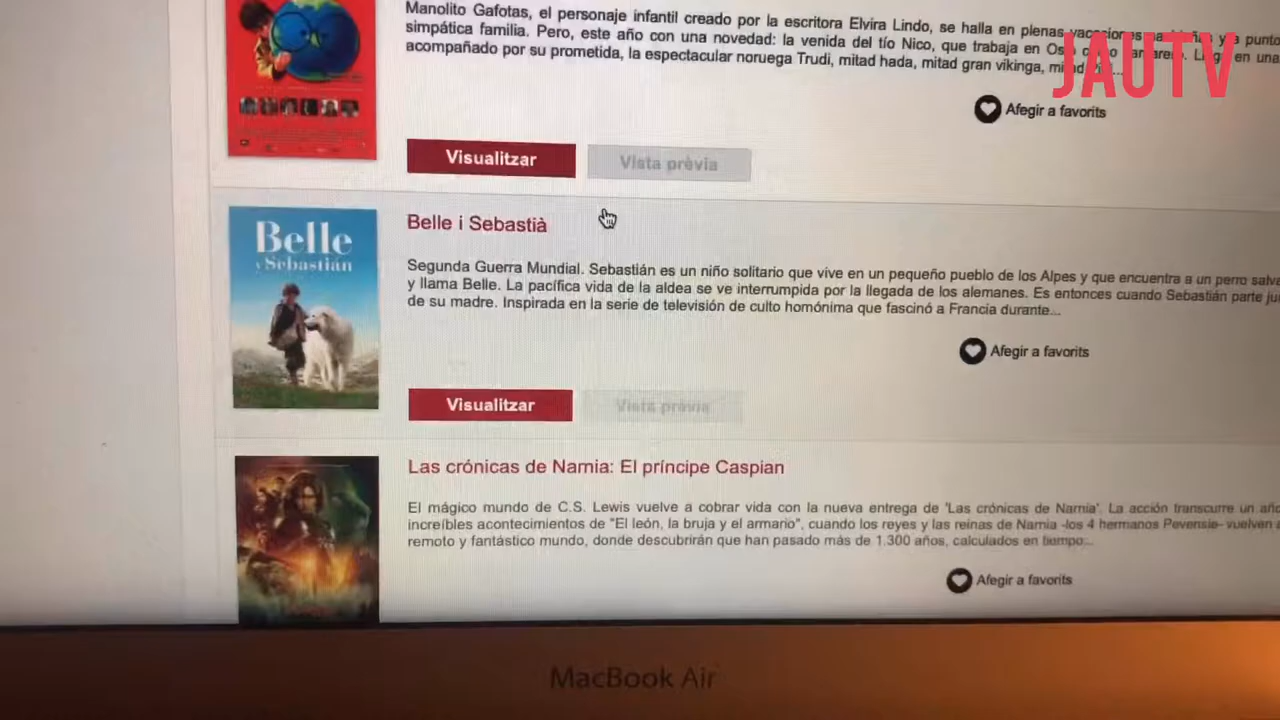 Manolito Gafotas, el personaje infantil creado por la escritora Elvira Lindo, se halla en plenas vacaciones
simpática familia. Pero, este año con una novedad: la venida del tío Nico, que trabaja en
acompañado por su prometida, la espectacular noruega Trudi, mitad hada, mitad gran vikinga,
JAUTV
Afegir a favorits
Visualitzar
Vista prèvia
Belle i Sebastià
Belle
y Sebastián
Segunda Guerra Mundial. Sebastián es un niño solitario que vive en un pequeño pueblo de los Alpes y que encuentra a un perro
y llama Belle. La pacífica vida de la aldea se ve interrumpida por la llegada de los alemanes. Es entonces cuando Sebastián parte
de su madre. Inspirada en la serie de televisión de culto homónima que fascinó a Francia durante...
Afegir a favorits
Visualitzar
Vista prèvia
Las crónicas de Narnia: El príncipe Caspian
El mágico mundo de C.S. Lewis vuelve a cobrar vida con la nueva entrega de 'Las crónicas de Narnia'. La acción transcurre un año
increíbles acontecimientos de "El león, la bruja y el armario", cuando los reyes y las reinas de Narnia -los 4 hermanos Pevensie- vuelven a
remoto y fantástico mundo, donde descubrirán que han pasado más de 1.300 años, calculados en tiempo...
Afegir a favorits
MacBook Air